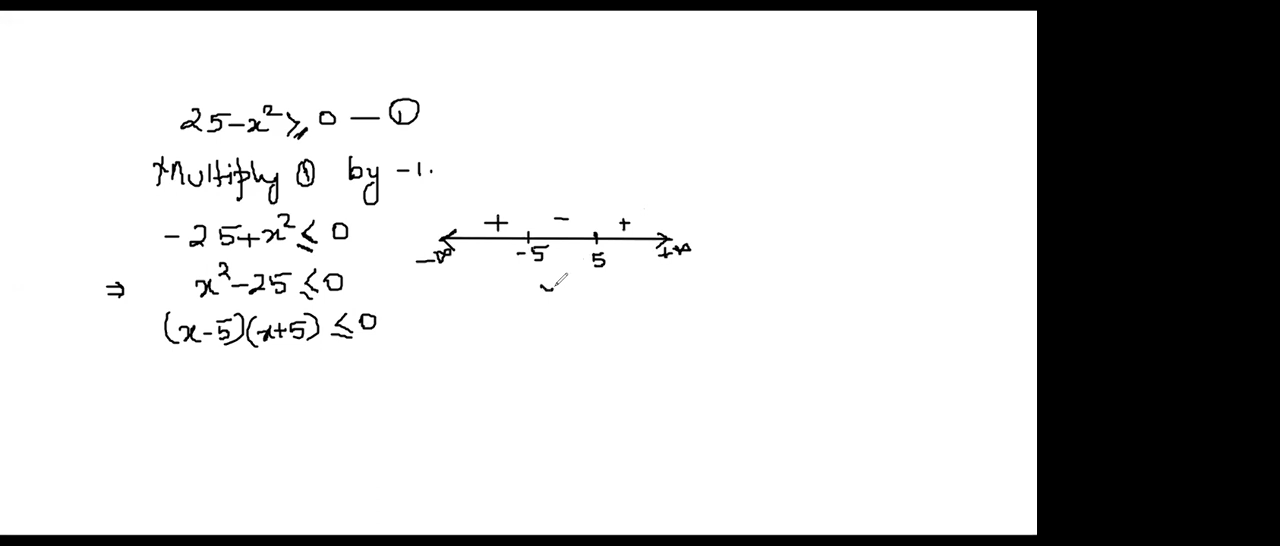 25-x² ≥ 0 — ①
Multiply ① by -1.
-25+x² ≤ 0
⇒ x²-25 ≤ 0
(x-5)(x+5) ≤ 0
+ - +
-∞ -5 5 +∞
✓